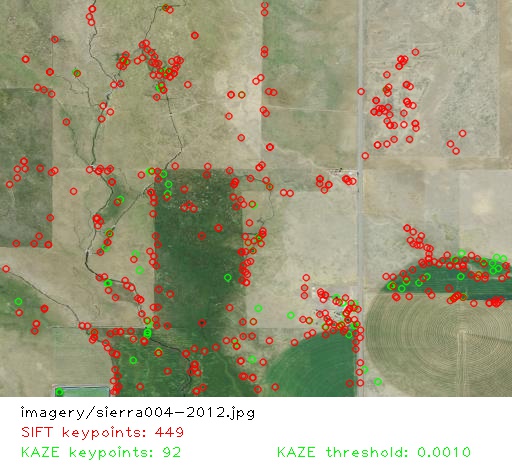 imagery/sierra004-2012.jpg
SIFT keypoints: 449
KAZE keypoints: 92 KAZE threshold: 0.0010